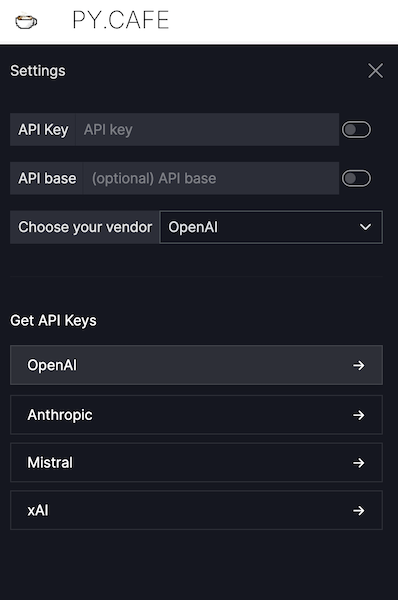 PY.CAFE
Settings
API Key API key
API base (optional) API base
Choose your vendor OpenAI
Get API Keys
OpenAI
Anthropic
Mistral
xAI